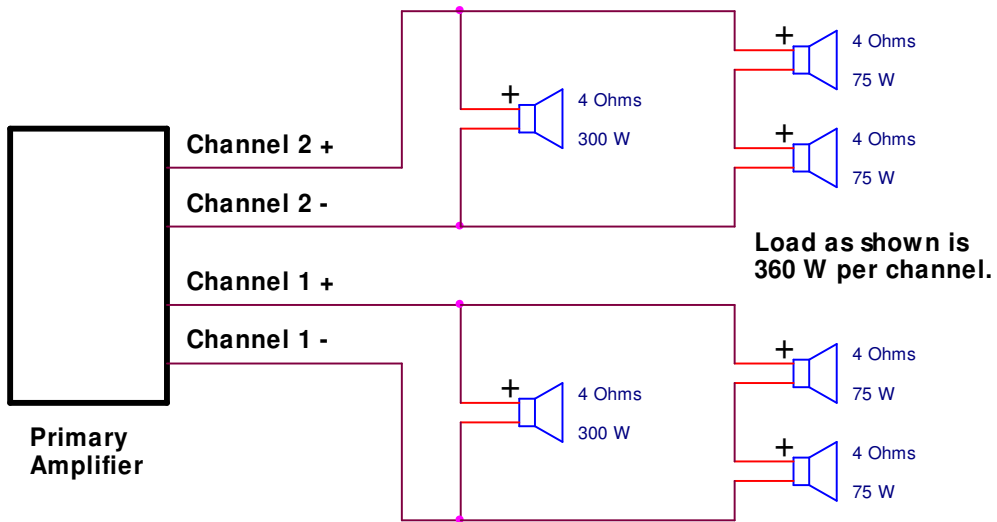 +
4 Ohms
75 W
+
4 Ohms
300 W
+
4 Ohms
75 W
Channel 2 +
Channel 2 -
Load as shown is
360 W per channel.
Channel 1 +
Channel 1 -
+
4 Ohms
75 W
+
4 Ohms
300 W
+
4 Ohms
75 W
Primary
Amplifier